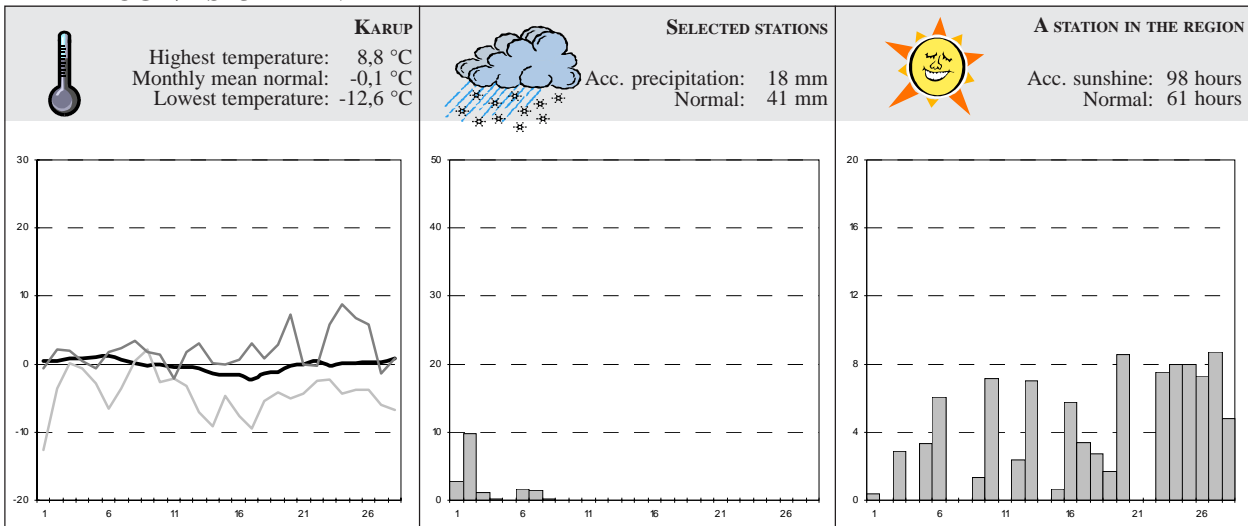 KARUP
Highest temperature: 8,8 °C
Monthly mean normal: -0,1 °C
Lowest temperature: -12,6 °C
SELECTED STATIONS
Acc. precipitation: 18 mm
Normal: 41 mm
A STATION IN THE REGION
Acc. sunshine: 98 hours
Normal: 61 hours
30
20
10
0
-10
-20
1 6 11 16 21 26
50
40
30
20
10
0
1 6 11 16 21 26
20
16
12
8
4
0
1 6 11 16 21 26